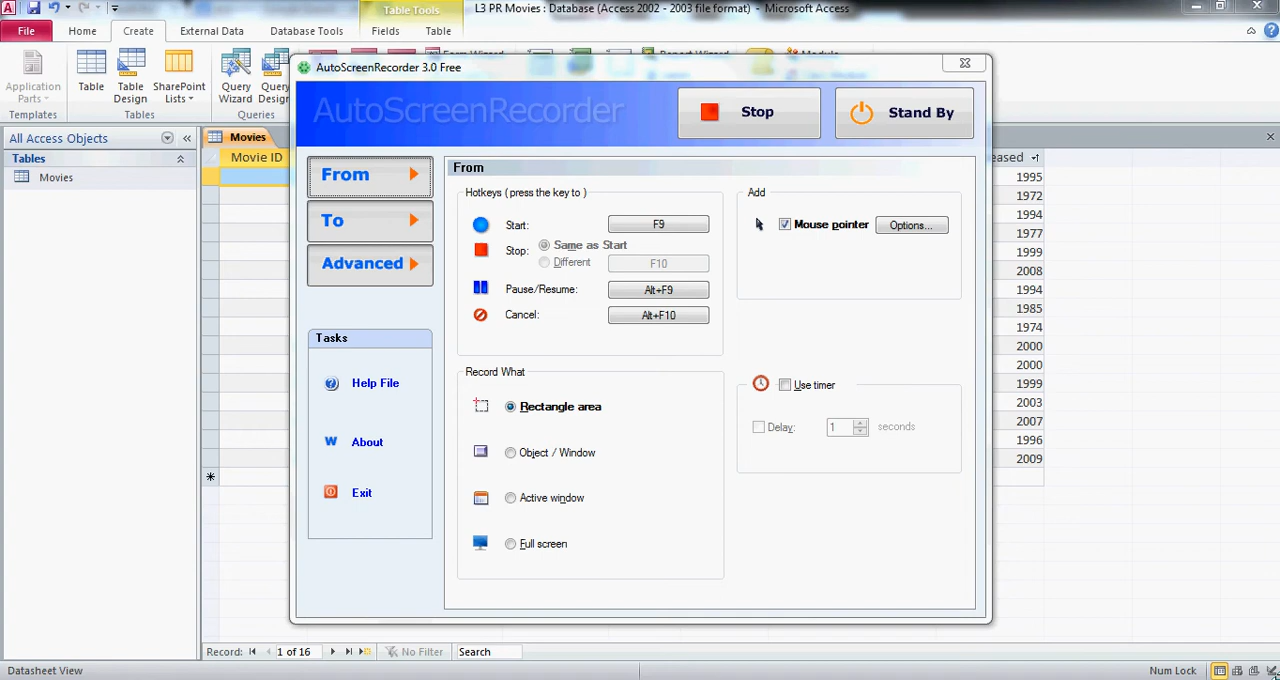 L3 PR Movies : Database (Access 2002 - 2003 file format) - Microsoft Access
Table Tools
File Home Create External Data Database Tools Fields Table
Application Parts
Table
Table Design
SharePoint Lists
Query Wizard
Query Design
Templates Tables Queries
All Access Objects
Tables
Movies
Movies
Movie ID
eased
1995
1972
1994
1977
1999
2008
1994
1985
1974
2000
2000
1999
2003
2007
1996
2009
AutoScreenRecorder 3.0 Free
AutoScreenRecorder
Stop
Stand By
From
To
Advanced
Tasks
Help File
About
Exit
From
Hotkeys ( press the key to )
Start: F9
Stop: Same as Start
Different F10
Pause/Resume: Alt+F9
Cancel: Alt+F10
Add
Mouse pointer Options...
Record What
Rectangle area
Object / Window
Active window
Full screen
Use timer
Delay: 1 seconds
Record: 1 of 16 No Filter Search
Datasheet View
Num Lock